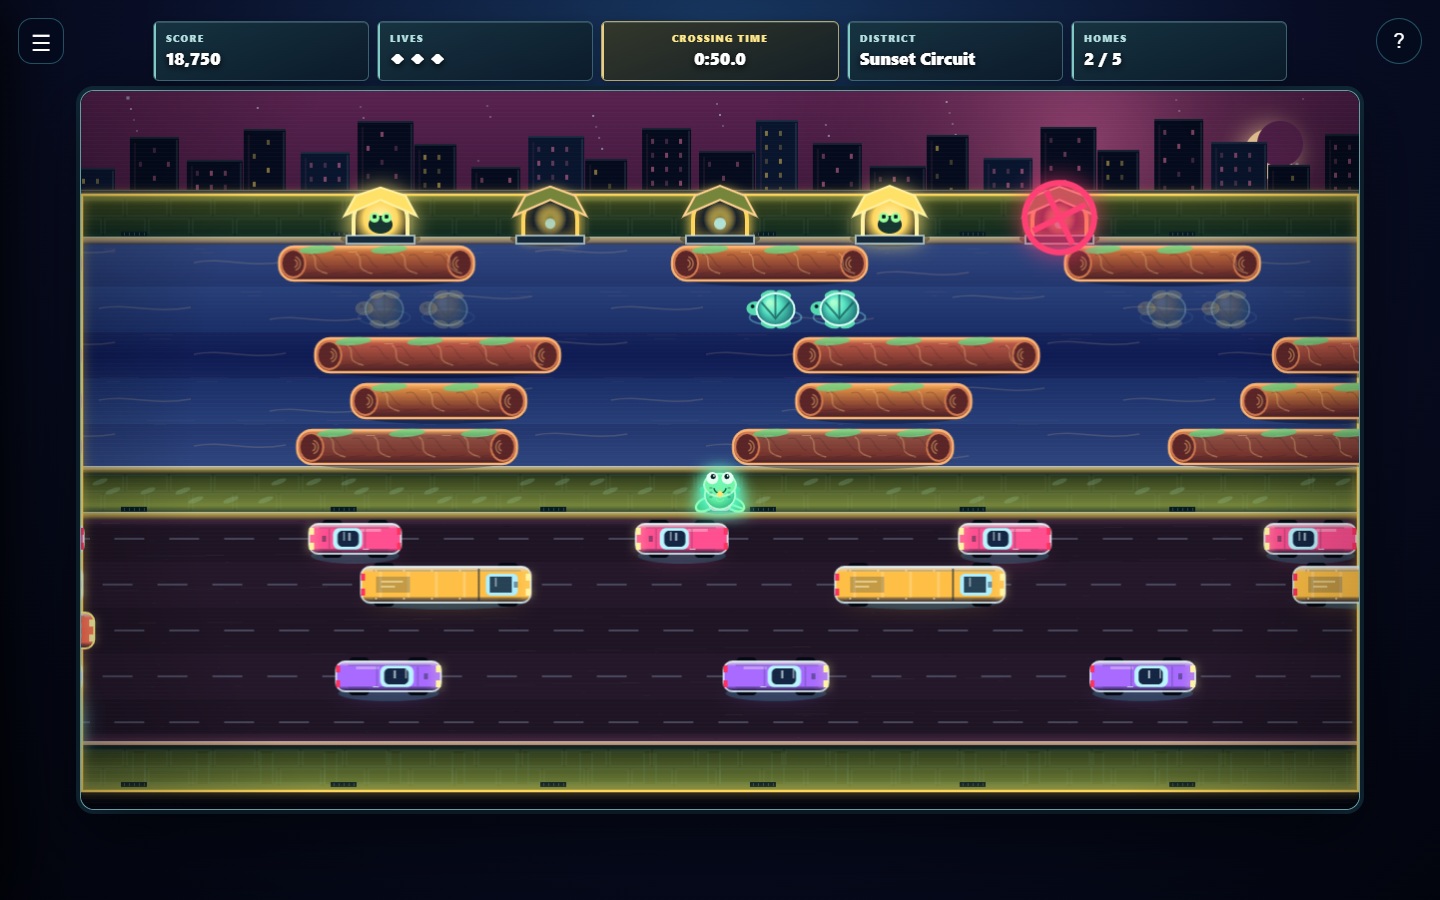 ☰
SCORE
18,750
LIVES
CROSSING TIME
0:50.0
DISTRICT
Sunset Circuit
HOMES
2 / 5
?